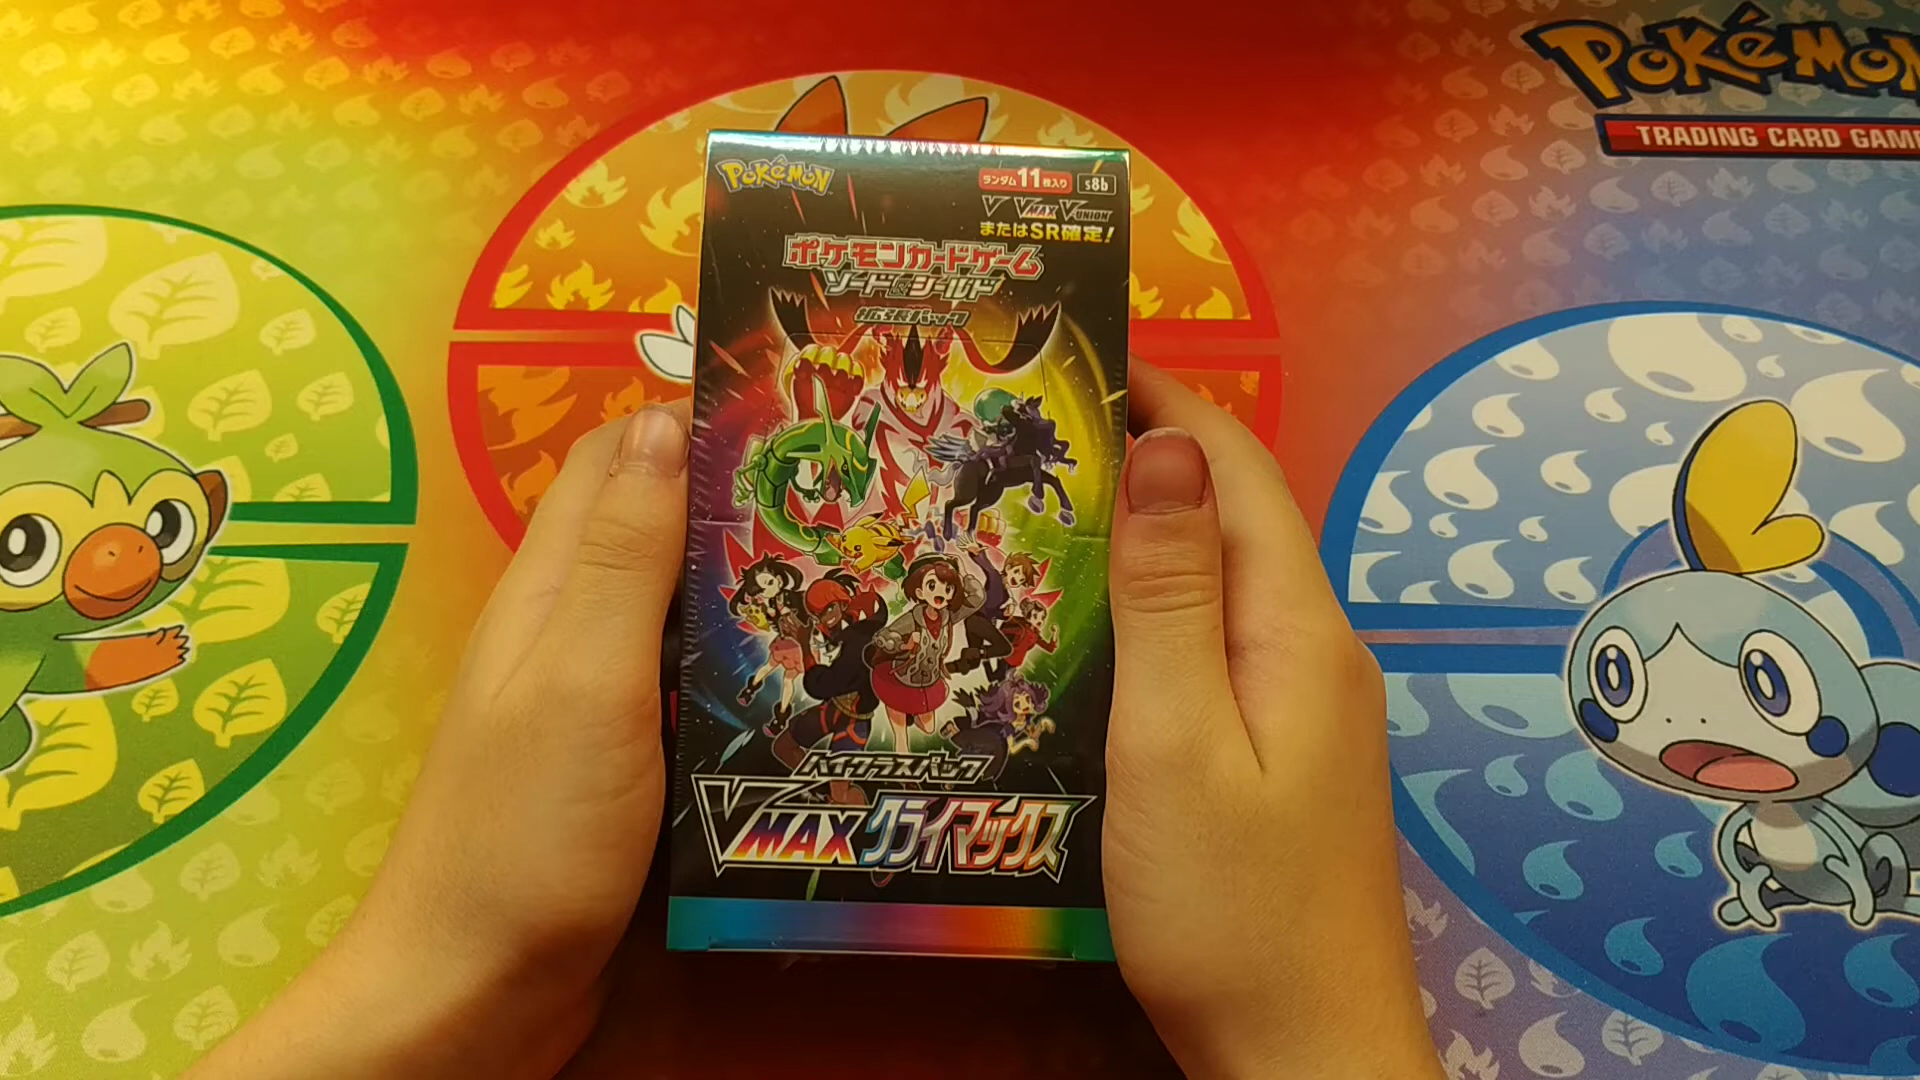 POKÉMON
TRADING CARD GAME
POKÉMON
ランダム11枚入り
s8b
V VMAX V-UNION
またはSR確定!
ポケモンカードゲーム
ソード&シールド
拡張パック
ハイクラスパック
VMAXクライマックス